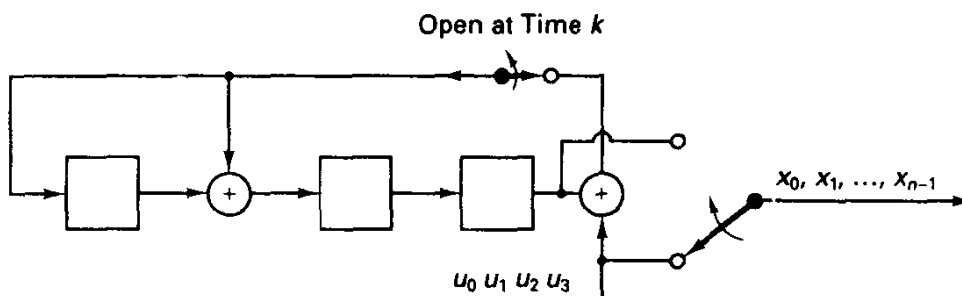 Open at Time k
+
+
x₀, x₁, ..., xₙ₋₁
u₀ u₁ u₂ u₃